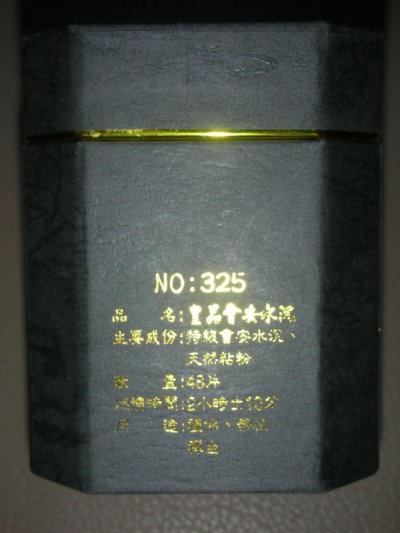 NO:325
品 名:皇品會安水沉
主要成份:特級會安水沉、
天然粘粉
數 量:48片
燃燒時間:2小時±10分
用 途:禮佛、